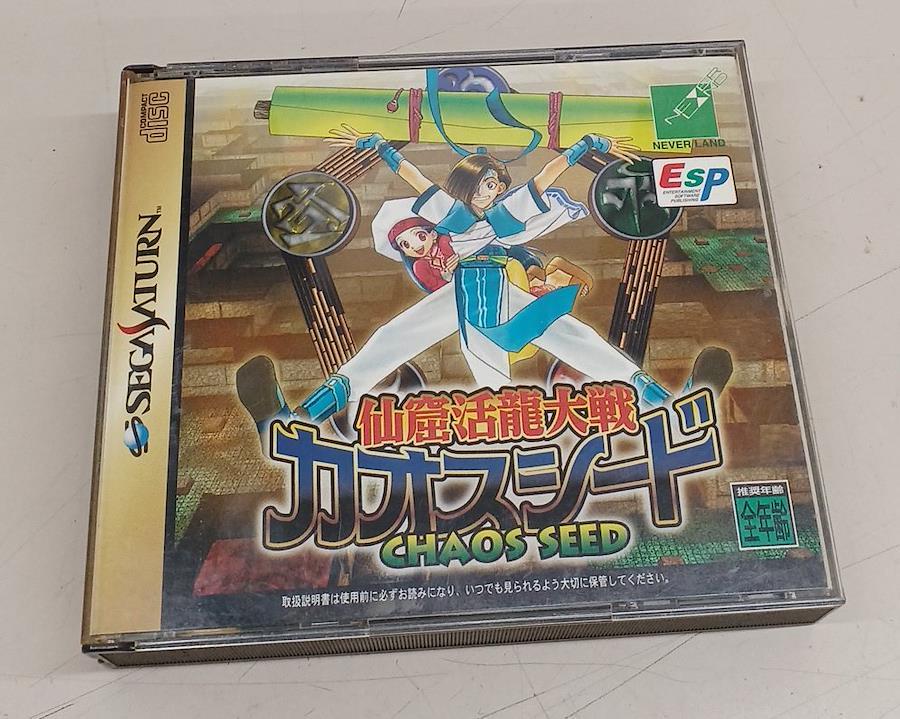 COMPACT
disc
SEGA SATURN™
NEVERLAND
ESP
ENTERTAINMENT
SOFTWARE
PUBLISHING
仙窟活龍大戦
カオスシード
CHAOS SEED
推奨年齢
全年齢
取扱説明書は使用前に必ずお読みになり、いつでも見られるよう大切に保管してください。